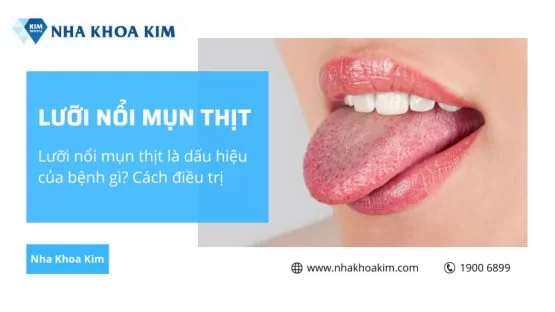 KIM
NHA KHOA KIM
LƯỠI NỔI MỤN THỊT
Lưỡi nổi mụn thịt là dấu hiệu
của bệnh gì? Cách điều trị
Nha Khoa Kim
www.nhakhoakim.com
1900 6899